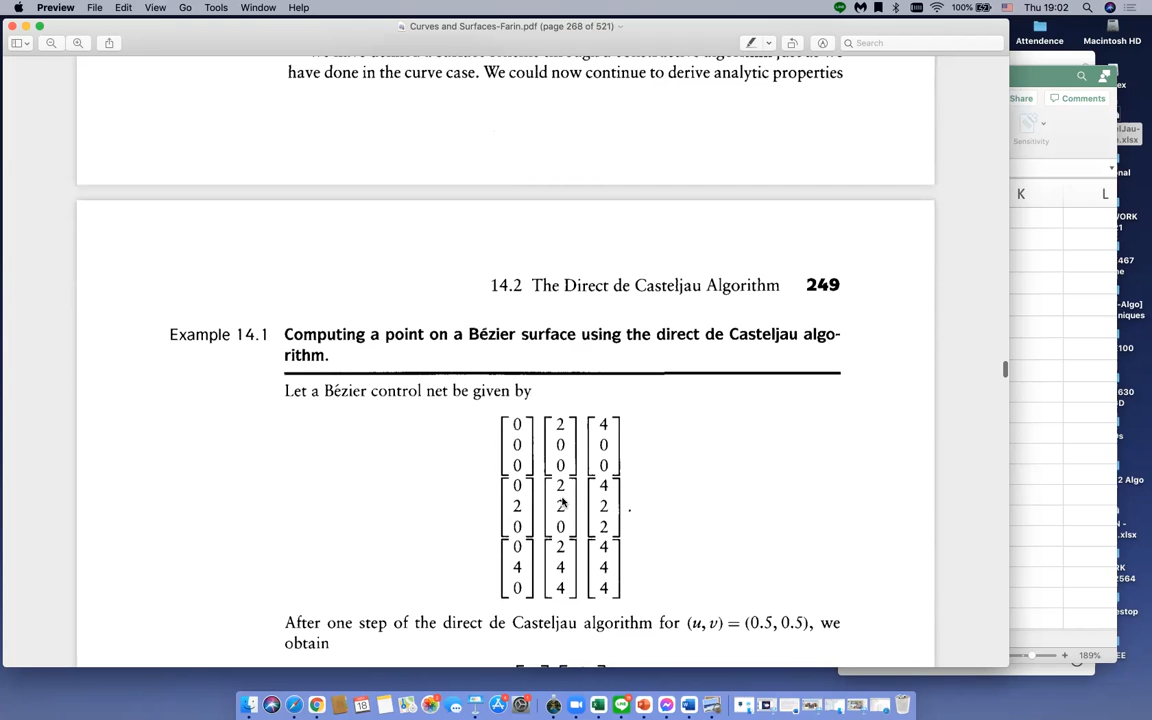 Preview File Edit View Go Tools Window Help
100% Thu 19:02
Curves and Surfaces-Farin.pdf (page 268 of 521)
Search
Attendence
Macintosh HD
Share
Comments
Sensitivity
K L
have done in the curve case. We could now continue to derive analytic properties
14.2 The Direct de Casteljau Algorithm 249
Example 14.1 Computing a point on a Bézier surface using the direct de Casteljau algo-
rithm.
Let a Bézier control net be given by
0 2 4
0 0 0
0 0 0
0 2 4
2 2 2
0 0 2
0 2 4
4 4 4
0 4 4
.
After one step of the direct de Casteljau algorithm for (u, v) = (0.5, 0.5), we
obtain
189%